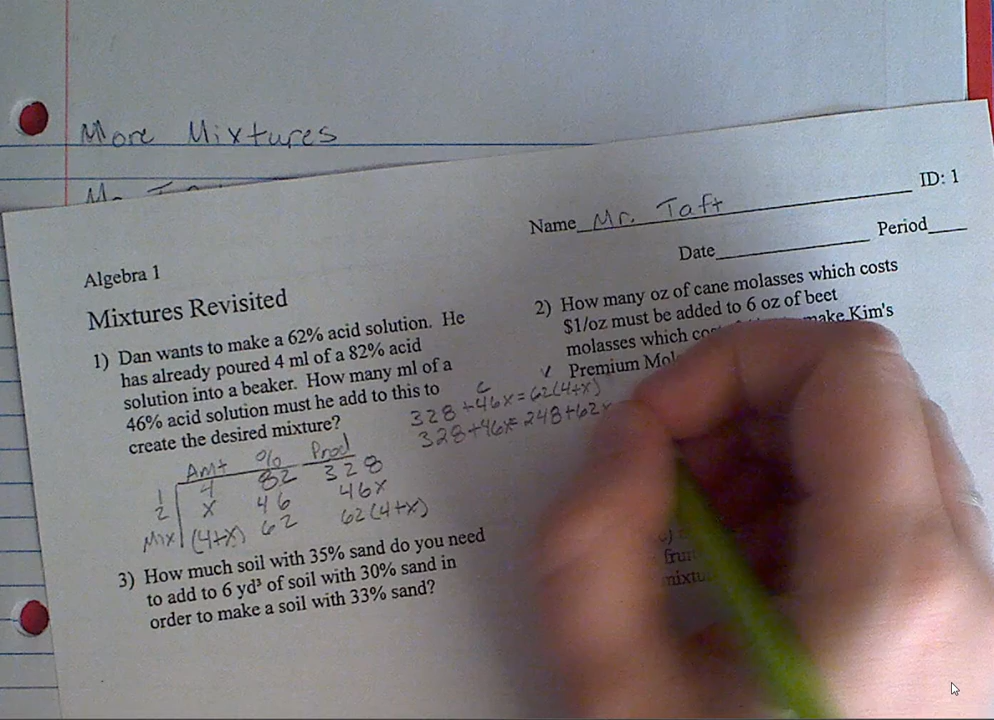 More Mixtures
Name Mr. Taft ID: 1
Date Period
Algebra 1
Mixtures Revisited
1) Dan wants to make a 62% acid solution. He
has already poured 4 ml of a 82% acid
solution into a beaker. How many ml of a
46% acid solution must he add to this to
create the desired mixture?
328+46x=62(4+x)
328+46x=248+62x
Amt % Prod
1 4 82 328
2 x 46 46x
Mix (4+x) 62 62(4+x)
2) How many oz of cane molasses which costs
$1/oz must be added to 6 oz of beet
molasses which make Kim's
Premium
3) How much soil with 35% sand do you need
to add to 6 yd³ of soil with 30% sand in
order to make a soil with 33% sand?